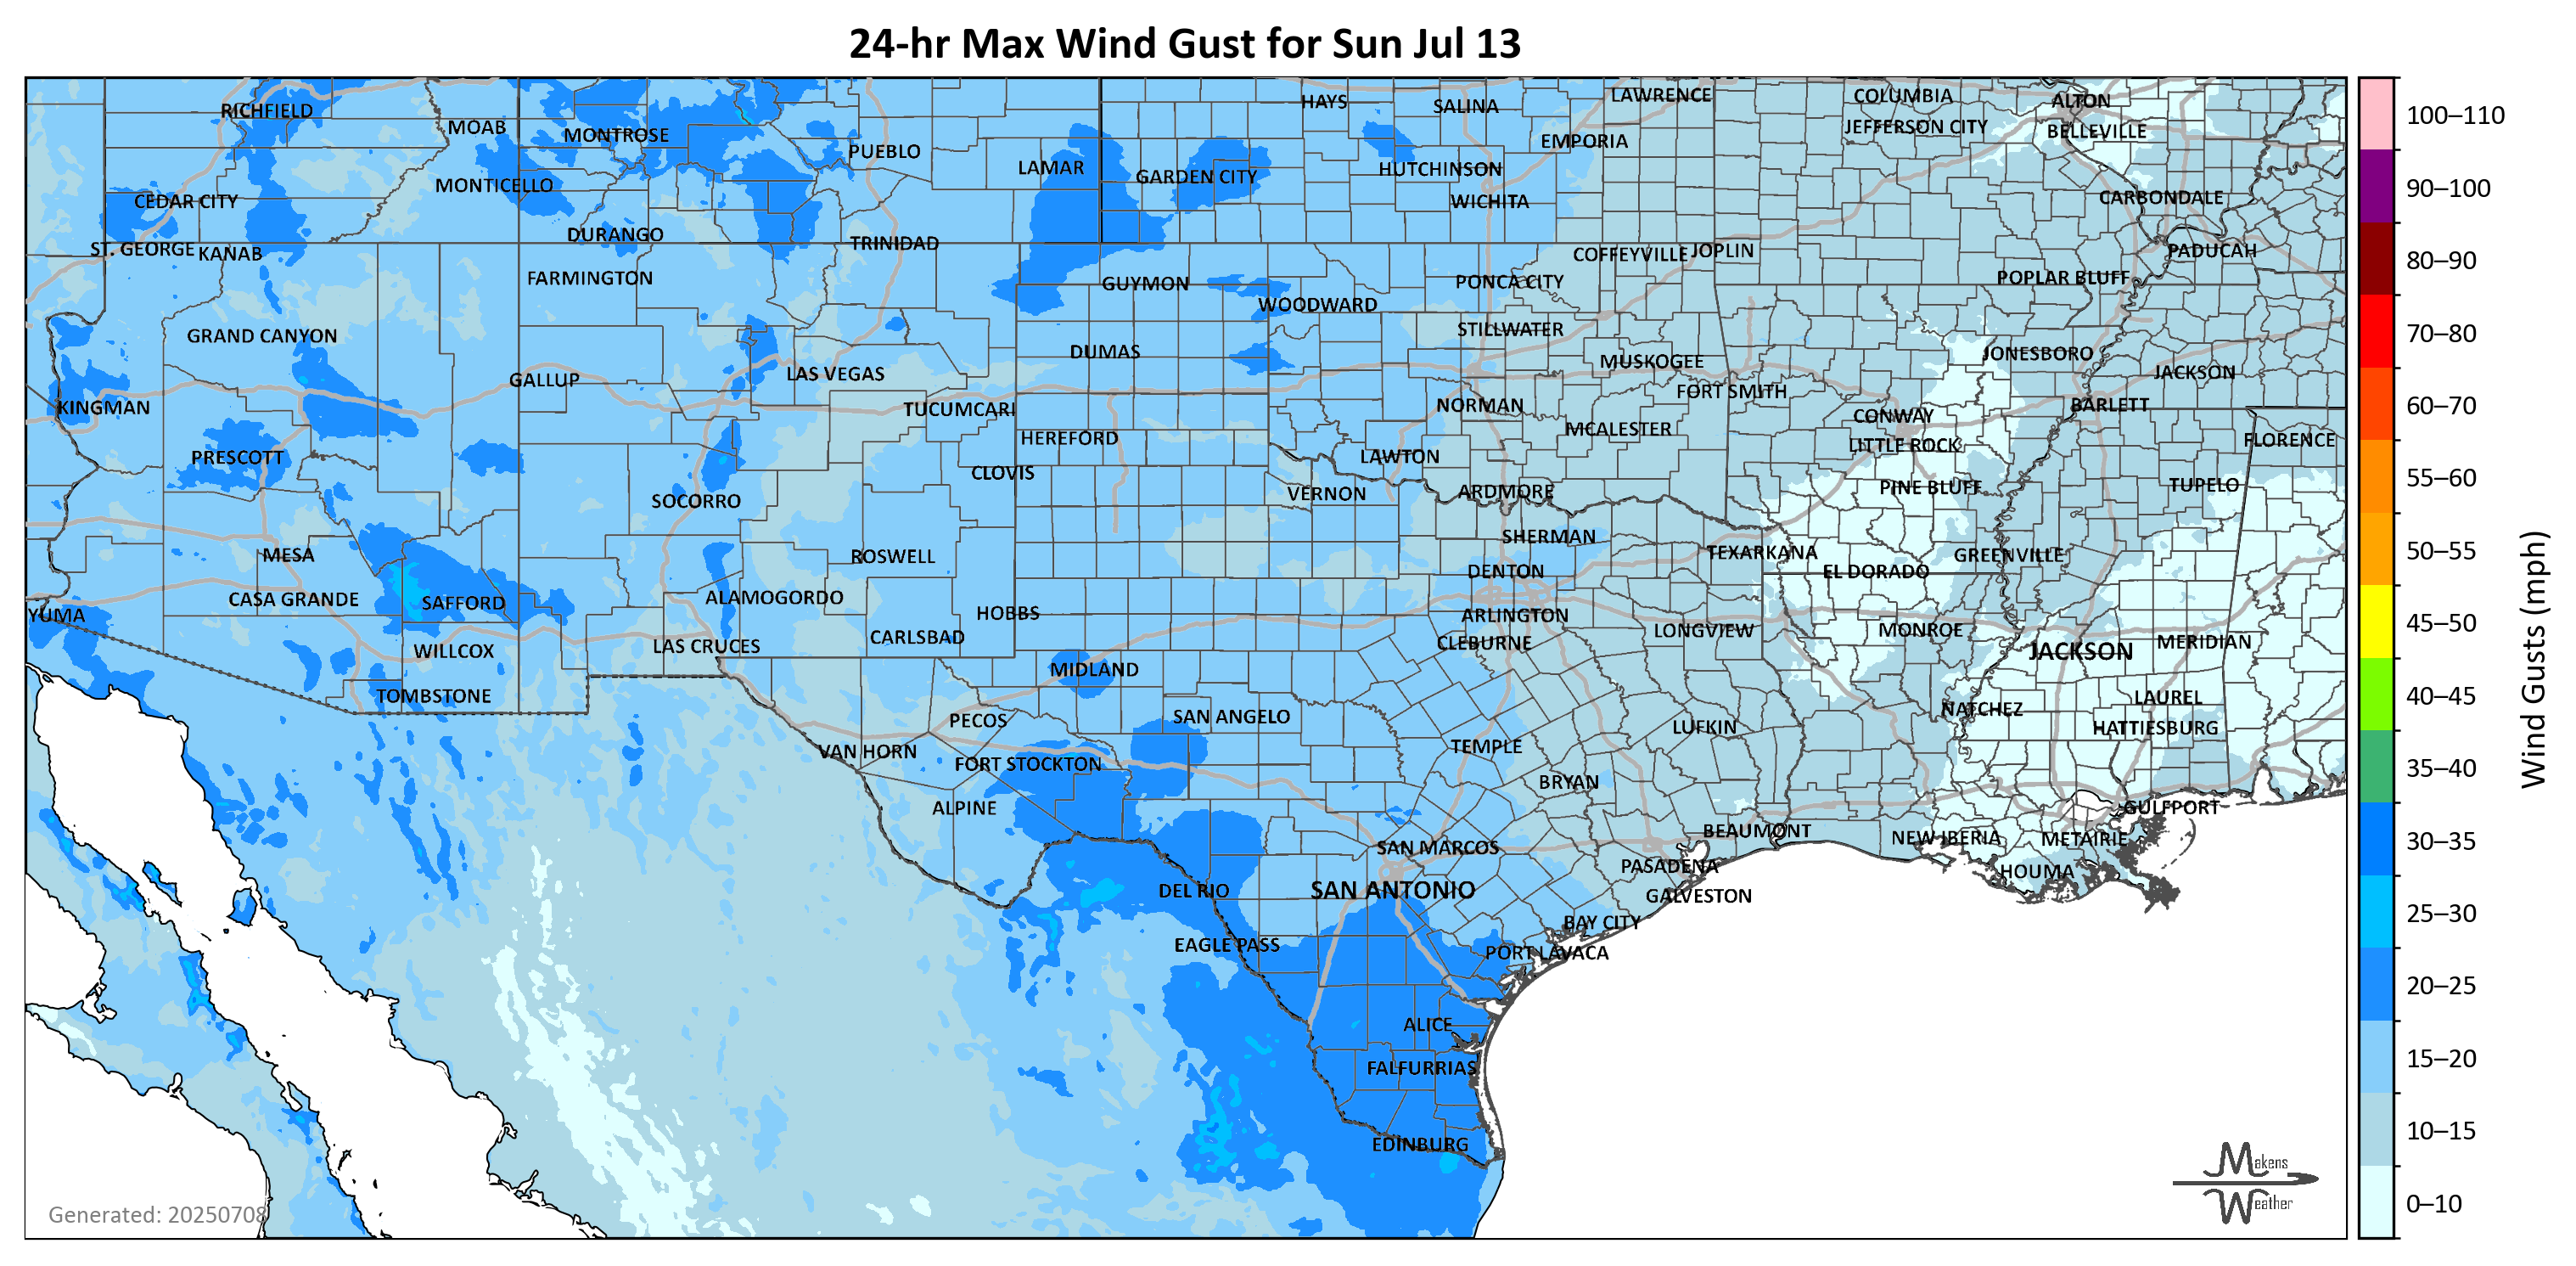 24-hr Max Wind Gust for Sun Jul 13
RICHFIELD
MOAB
MONTROSE
PUEBLO
LAMAR
HAYS
SALINA
LAWRENCE
COLUMBIA
ALTON
EMPORIA
JEFFERSON CITY
BELLEVILLE
MONTICELLO
GARDEN CITY
HUTCHINSON
CEDAR CITY
WICHITA
CARBONDALE
ST. GEORGE
KANAB
DURANGO
TRINIDAD
COFFEYVILLE
JOPLIN
PADUCAH
FARMINGTON
GUYMON
PONCA CITY
POPLAR BLUFF
WOODWARD
GRAND CANYON
STILLWATER
DUMAS
MUSKOGEE
JONESBORO
GALLUP
LAS VEGAS
FORT SMITH
JACKSON
KINGMAN
TUCUMCARI
NORMAN
CONWAY
BARLETT
HEREFORD
MCALESTER
LITTLE ROCK
FLORENCE
PRESCOTT
CLOVIS
LAWTON
SOCORRO
VERNON
ARDMORE
PINE BLUFF
TUPELO
MESA
ROSWELL
SHERMAN
TEXARKANA
GREENVILLE
CASA GRANDE
SAFFORD
ALAMOGORDO
DENTON
EL DORADO
YUMA
HOBBS
ARLINGTON
WILLCOX
LAS CRUCES
CARLSBAD
CLEBURNE
LONGVIEW
MONROE
JACKSON
MERIDIAN
TOMBSTONE
MIDLAND
LAUREL
PECOS
SAN ANGELO
NATCHEZ
VAN HORN
FORT STOCKTON
TEMPLE
LUFKIN
HATTIESBURG
ALPINE
BRYAN
GULFPORT
SAN MARCOS
BEAUMONT
NEW IBERIA
METAIRIE
DEL RIO
SAN ANTONIO
PASADENA
HOUMA
GALVESTON
EAGLE PASS
BAY CITY
PORT LAVACA
ALICE
FALFURRIAS
EDINBURG
Generated: 20250708
Makens
Weather
100–110
90–100
80–90
70–80
60–70
55–60
50–55
45–50
40–45
35–40
30–35
25–30
20–25
15–20
10–15
0–10
Wind Gusts (mph)